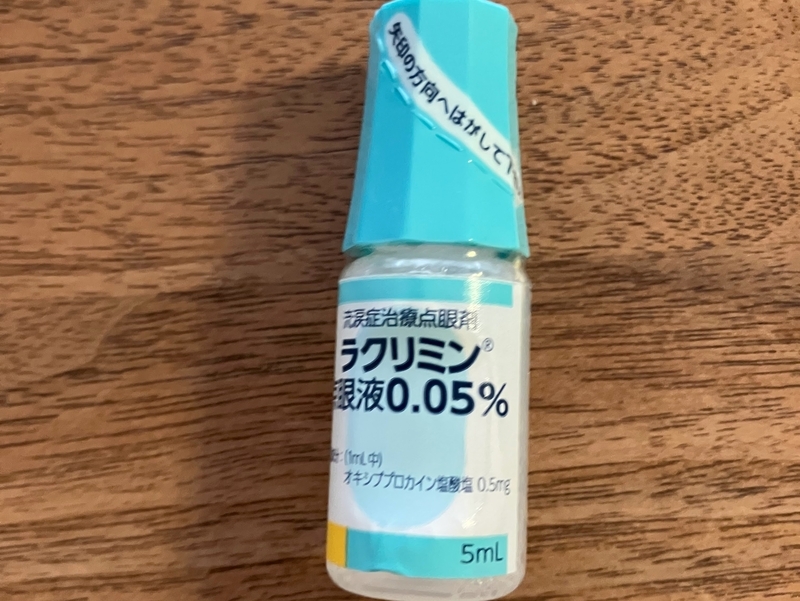 矢印の方向へはがして下
流涙症治療点眼剤
ラクリミン®
点眼液0.05%
分:(1mL中)
オキシブプロカイン塩酸塩 0.5mg
5mL